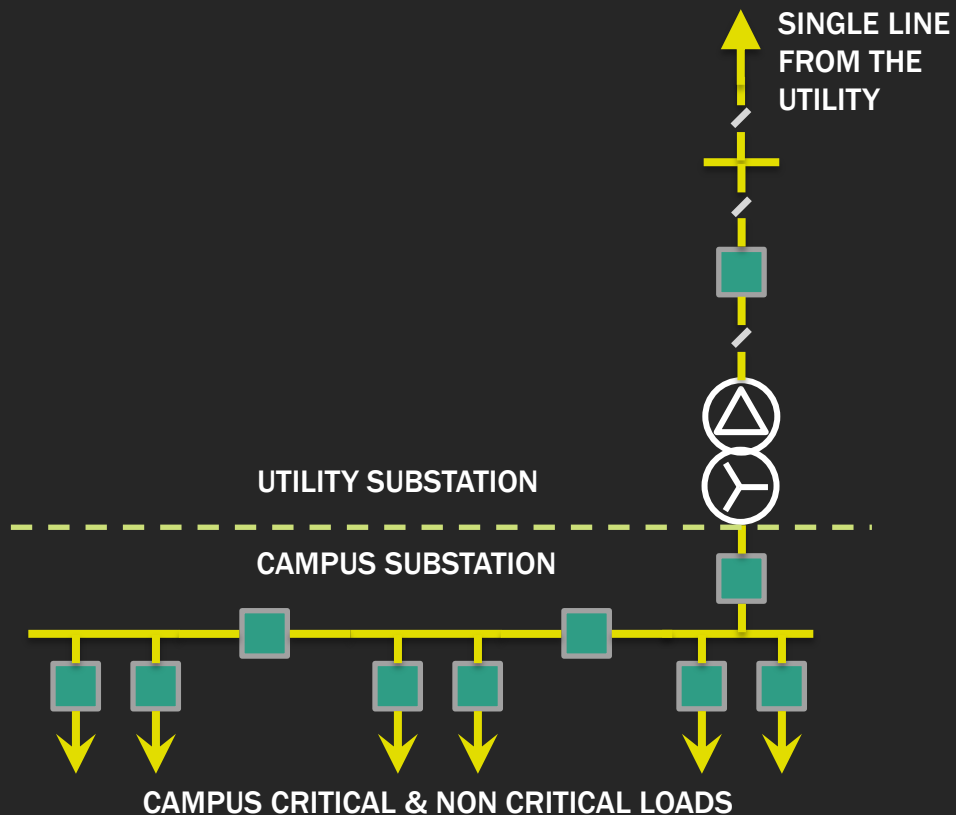 SINGLE LINE
FROM THE
UTILITY
UTILITY SUBSTATION
CAMPUS SUBSTATION
CAMPUS CRITICAL & NON CRITICAL LOADS